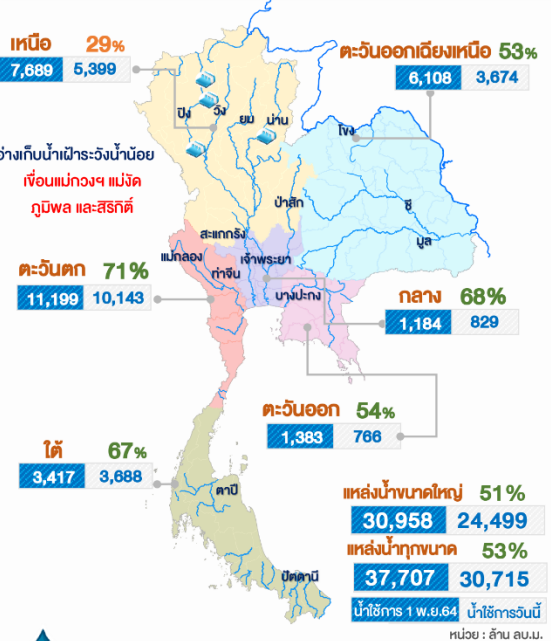 เหนือ 29%
7,689 5,399
ตะวันออกเฉียงเหนือ 53%
6,108 3,674
ปิง
วัง
ยม
น่าน
โขง
อ่างเก็บน้ำเฝ้าระวังน้ำน้อย
เขื่อนแม่กวงฯ แม่งัด
ภูมิพล และสิริกิติ์
ป่าสัก
ชี
มูล
สะแกกรัง
แม่กลอง
ท่าจีน
เจ้าพระยา
บางปะกง
ตะวันตก 71%
11,199 10,143
กลาง 68%
1,184 829
ตะวันออก 54%
1,383 766
ใต้ 67%
3,417 3,688
ตาปี
ปัตตานี
แหล่งน้ำขนาดใหญ่ 51%
30,958 24,499
แหล่งน้ำทุกขนาด 53%
37,707 30,715
น้ำใช้การ 1 พ.ย.64 น้ำใช้การวันนี้
หน่วย : ล้าน ลบ.ม.